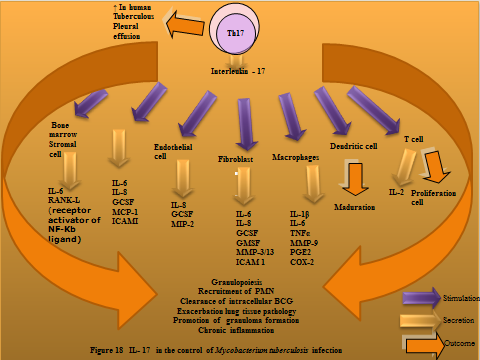 ↑ In human
Tuberculous
Pleural
effusion
Th17
Interleukin - 17
Bone
marrow
Stromal
cell
Endothelial
cell
Fibroblast
Macrophages
Dendritic cell
T cell
IL-6
RANK-L
(receptor
activator of
NF-Kb
ligand)
IL-6
IL-8
GCSF
MCP-1
ICAMI
IL-8
GCSF
MIP-2
IL-6
IL-8
GCSF
GMSF
MMP-3/13
ICAM 1
IL-1β
IL-6
TNFα
MMP-9
PGE2
COX-2
Maduration
IL-2
Proliferation
cell
Granulopoiesis
Recruitment of PMN
Clearance of intracellular BCG
Exacerbation lung tissue pathology
Promotion of granuloma formation
Chronic inflammation
Stimulation
Secretion
Outcome
Figure 18 IL- 17 in the control of Mycobacterium tuberculosis infection